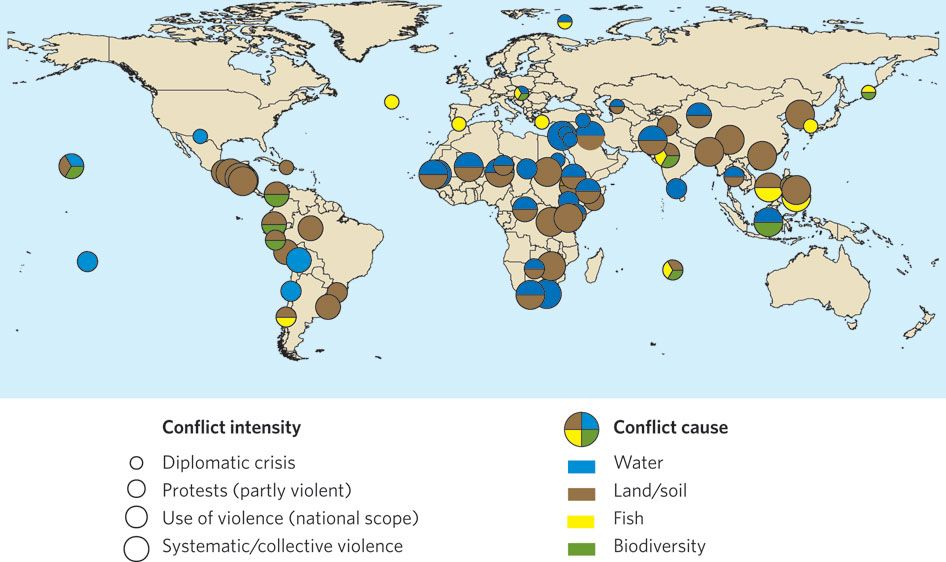 Conflict intensity
Diplomatic crisis
Protests (partly violent)
Use of violence (national scope)
Systematic/collective violence
Conflict cause
Water
Land/soil
Fish
Biodiversity